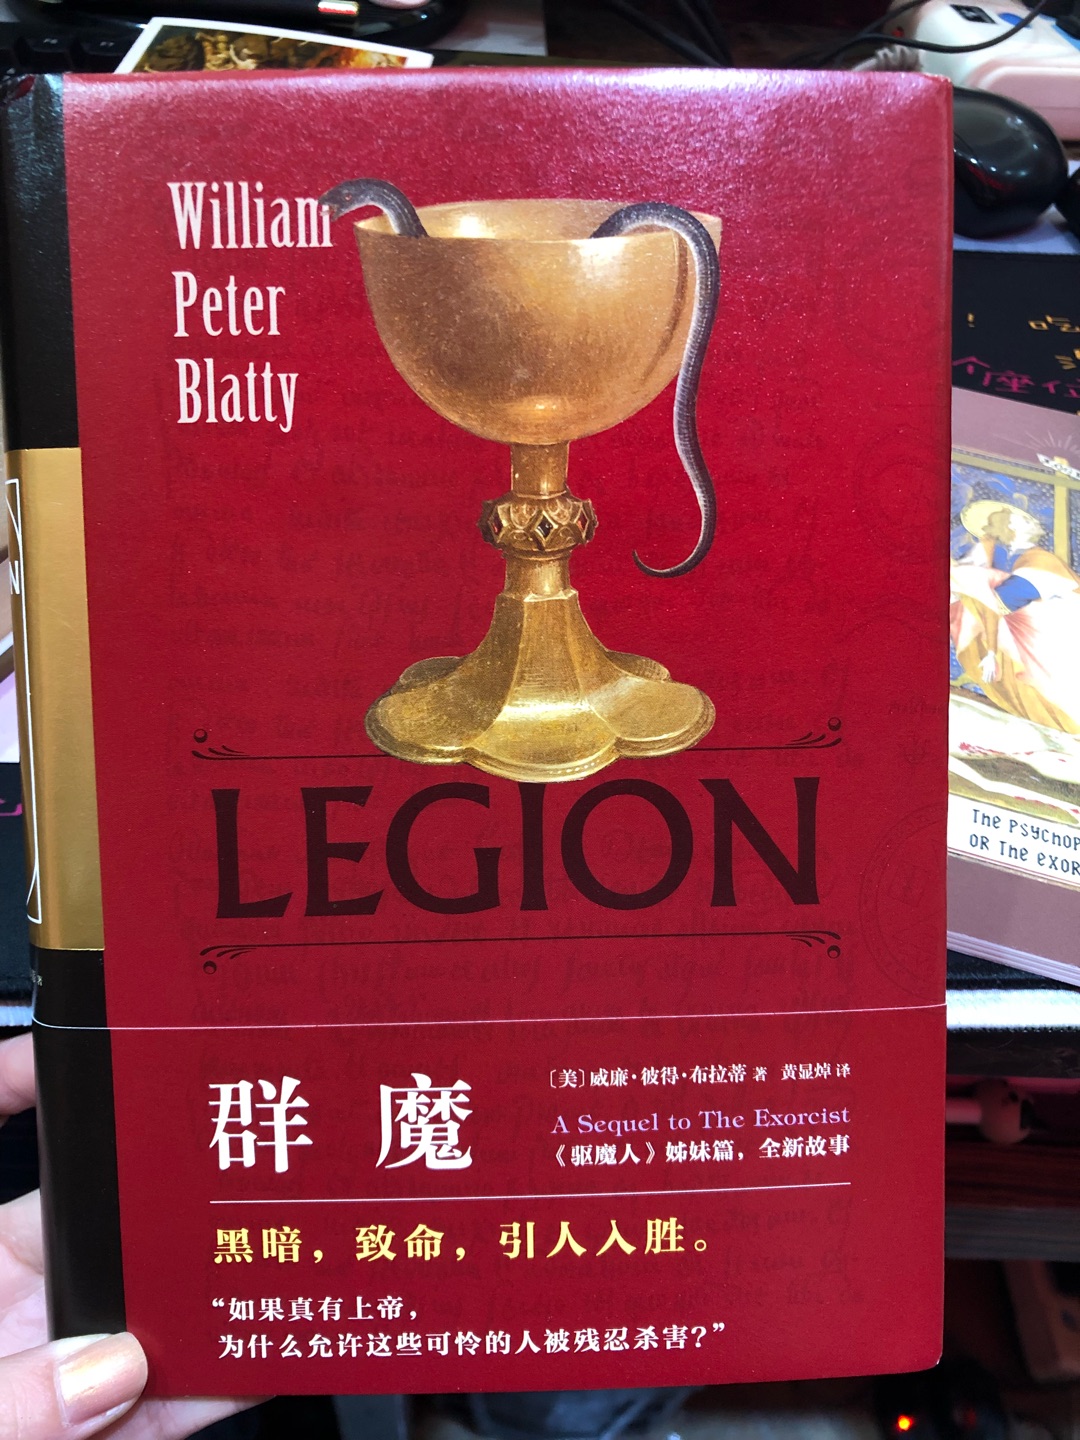 William
Peter
Blatty
LEGION
群魔
〔美〕威廉·彼得·布拉蒂 著 黄显焯 译
A Sequel to The Exorcist
《驱魔人》姊妹篇，全新故事
黑暗，致命，引人入胜。
“如果真有上帝，
为什么允许这些可怜的人被残忍杀害？”
N
个座位
THE PSYCHOP
OR THE EXOR